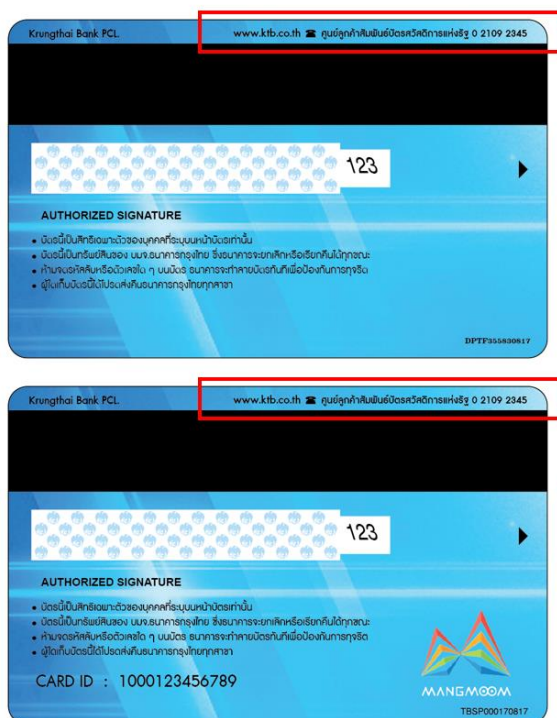 Krungthai Bank PCL.
www.ktb.co.th ☎ ศูนย์ลูกค้าสัมพันธ์บัตรสวัสดิการแห่งรัฐ 0 2109 2345
123
AUTHORIZED SIGNATURE
• บัตรนี้เป็นสิทธิเฉพาะตัวของบุคคลที่ระบุบนหน้าบัตรเท่านั้น
• บัตรนี้เป็นทรัพย์สินของ บมจ.ธนาคารกรุงไทย ซึ่งธนาคารจะยกเลิกหรือเรียกคืนได้ทุกขณะ
• ห้ามจดรหัสลับหรือตัวเลขใด ๆ บนบัตร ธนาคารจะทำลายบัตรทันทีเพื่อป้องกันการทุจริต
• ผู้ใดเก็บบัตรนี้ได้โปรดส่งคืนธนาคารกรุงไทยทุกสาขา
DPTF355830817
Krungthai Bank PCL.
www.ktb.co.th ☎ ศูนย์ลูกค้าสัมพันธ์บัตรสวัสดิการแห่งรัฐ 0 2109 2345
123
AUTHORIZED SIGNATURE
• บัตรนี้เป็นสิทธิเฉพาะตัวของบุคคลที่ระบุบนหน้าบัตรเท่านั้น
• บัตรนี้เป็นทรัพย์สินของ บมจ.ธนาคารกรุงไทย ซึ่งธนาคารจะยกเลิกหรือเรียกคืนได้ทุกขณะ
• ห้ามจดรหัสลับหรือตัวเลขใด ๆ บนบัตร ธนาคารจะทำลายบัตรทันทีเพื่อป้องกันการทุจริต
• ผู้ใดเก็บบัตรนี้ได้โปรดส่งคืนธนาคารกรุงไทยทุกสาขา
CARD ID : 1000123456789
MANGMOOM
TBSP000170817